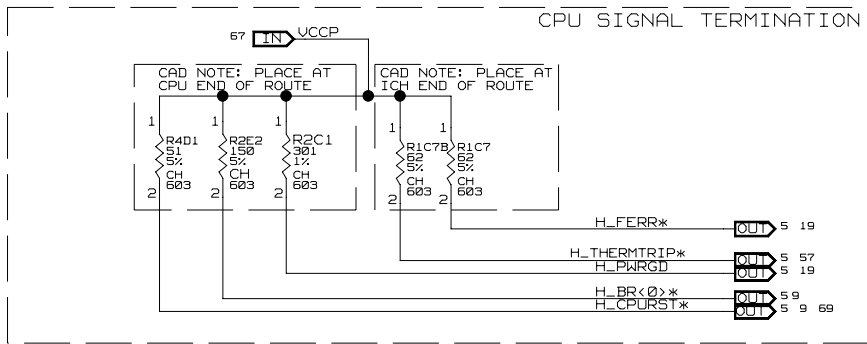 CPU SIGNAL TERMINATION
67 IN VCCP
CAD NOTE: PLACE AT
CPU END OF ROUTE
CAD NOTE: PLACE AT
ICH END OF ROUTE
1
R4D1
51
5%
CH
603
2
1
R2E2
150
5%
CH
603
2
1
R2C1
301
1%
CH
603
2
1
R1C7B
62
5%
CH
603
2
1
R1C7
62
5%
CH
603
2
H_FERR* OUT 5 19
H_THERMTRIP* OUT 5 57
H_PWRGD OUT 5 19
H_BR<0>* OUT 59
H_CPURST* OUT 5 9 69